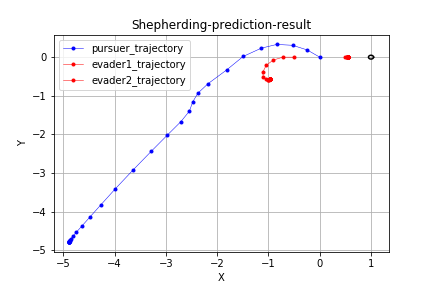 Shepherding-prediction-result
pursuer_trajectory
evader1_trajectory
evader2_trajectory
0
−1
−2
−3
−4
−5
Y
−5 −4 −3 −2 −1 0 1
X